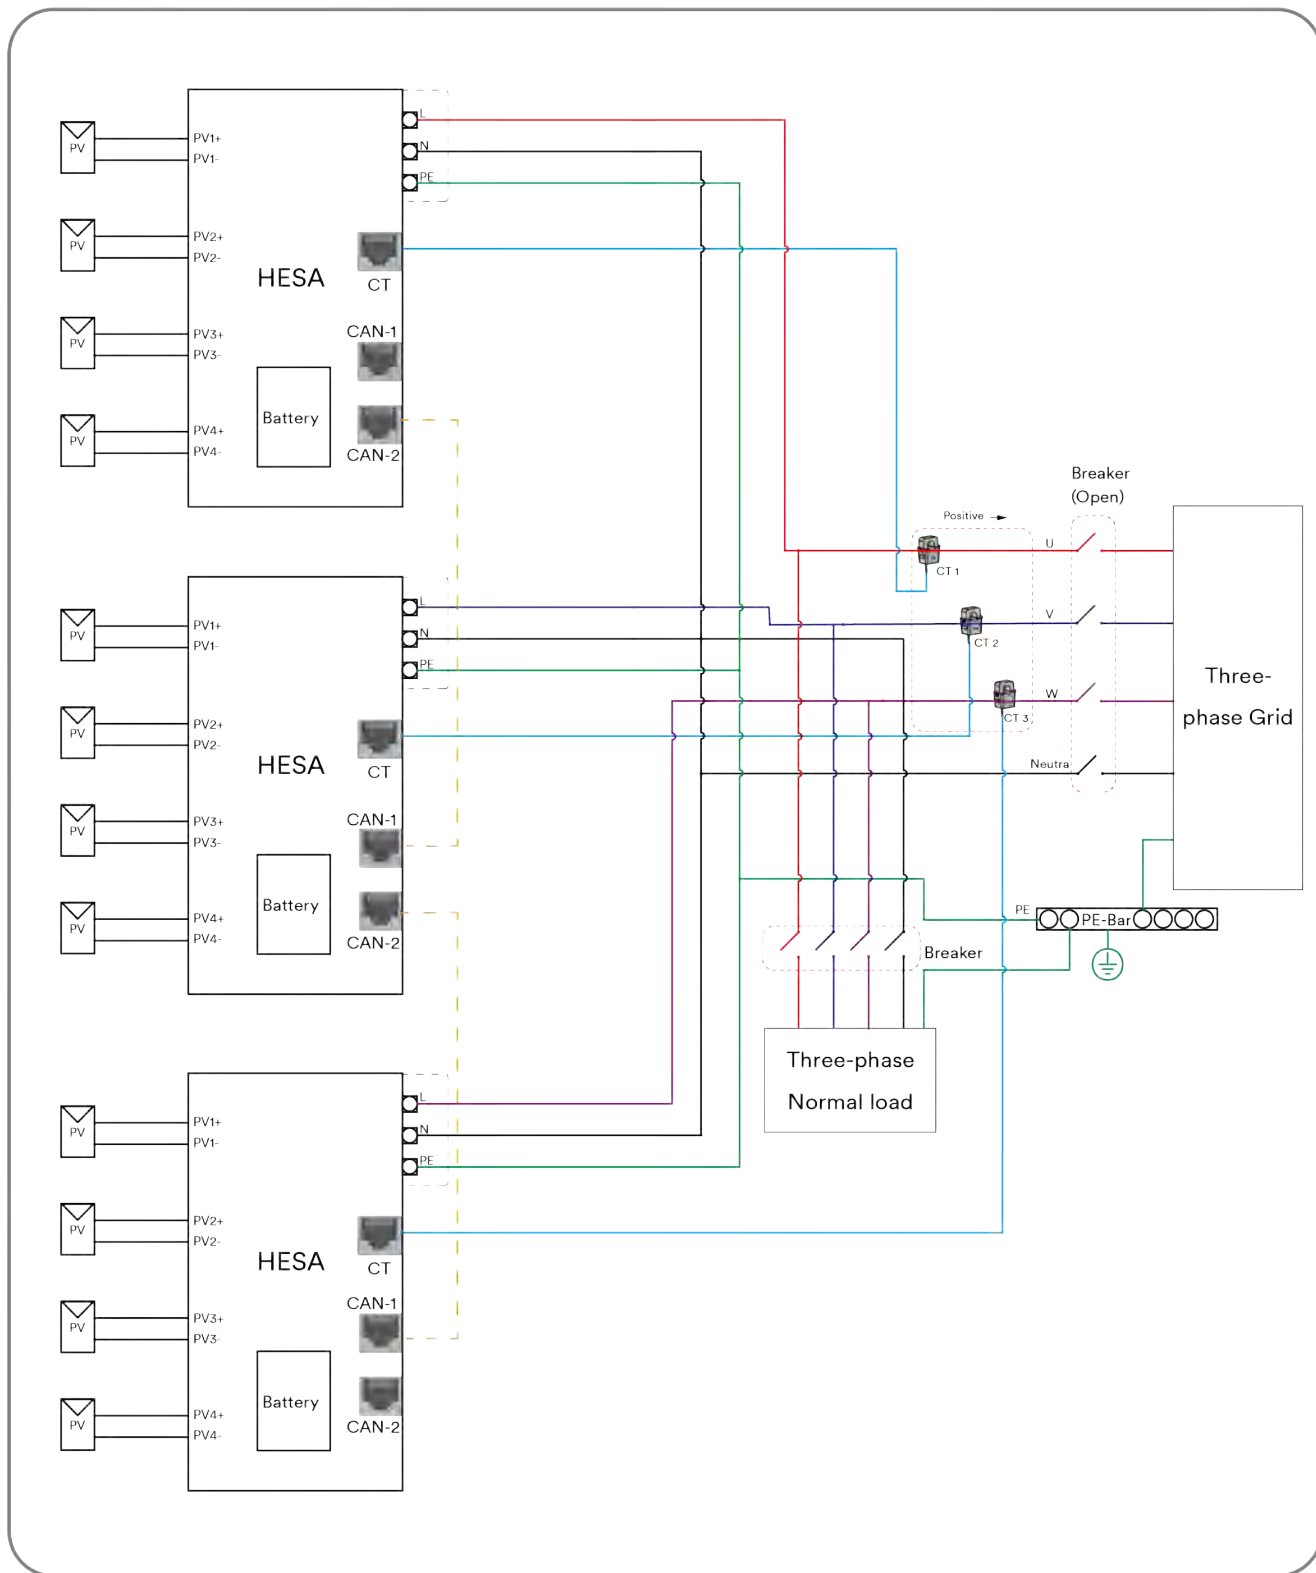 L
N
PE
PV
PV1+
PV1-
PV
PV2+
PV2-
HESA
CT
CAN-1
PV
PV3+
PV3-
Battery
PV
PV4+
PV4-
CAN-2
Breaker
(Open)
Positive
U
CT 1
L
N
PE
PV
PV1+
PV1-
V
CT 2
PV
PV2+
PV2-
HESA
CT
W
CT 3
Three-
phase Grid
Neutra
CAN-1
PV
PV3+
PV3-
Battery
PV
PV4+
PV4-
CAN-2
PE
PE-Bar
Breaker
Three-phase
Normal load
L
N
PE
PV
PV1+
PV1-
PV
PV2+
PV2-
HESA
CT
CAN-1
PV
PV3+
PV3-
Battery
PV
PV4+
PV4-
CAN-2